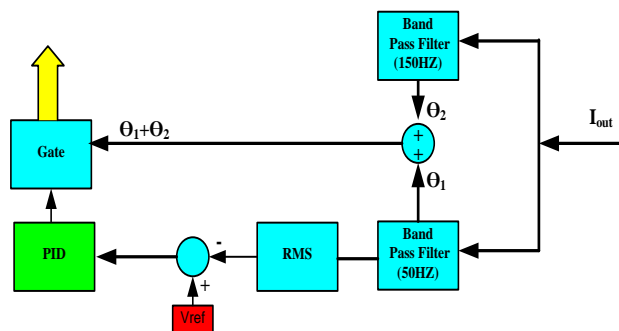 Band
Pass Filter
(150HZ)
Θ2
Θ1+Θ2
+
+
Iout
Gate
Θ1
Band
Pass Filter
(50HZ)
PID
-
RMS
+
Vref